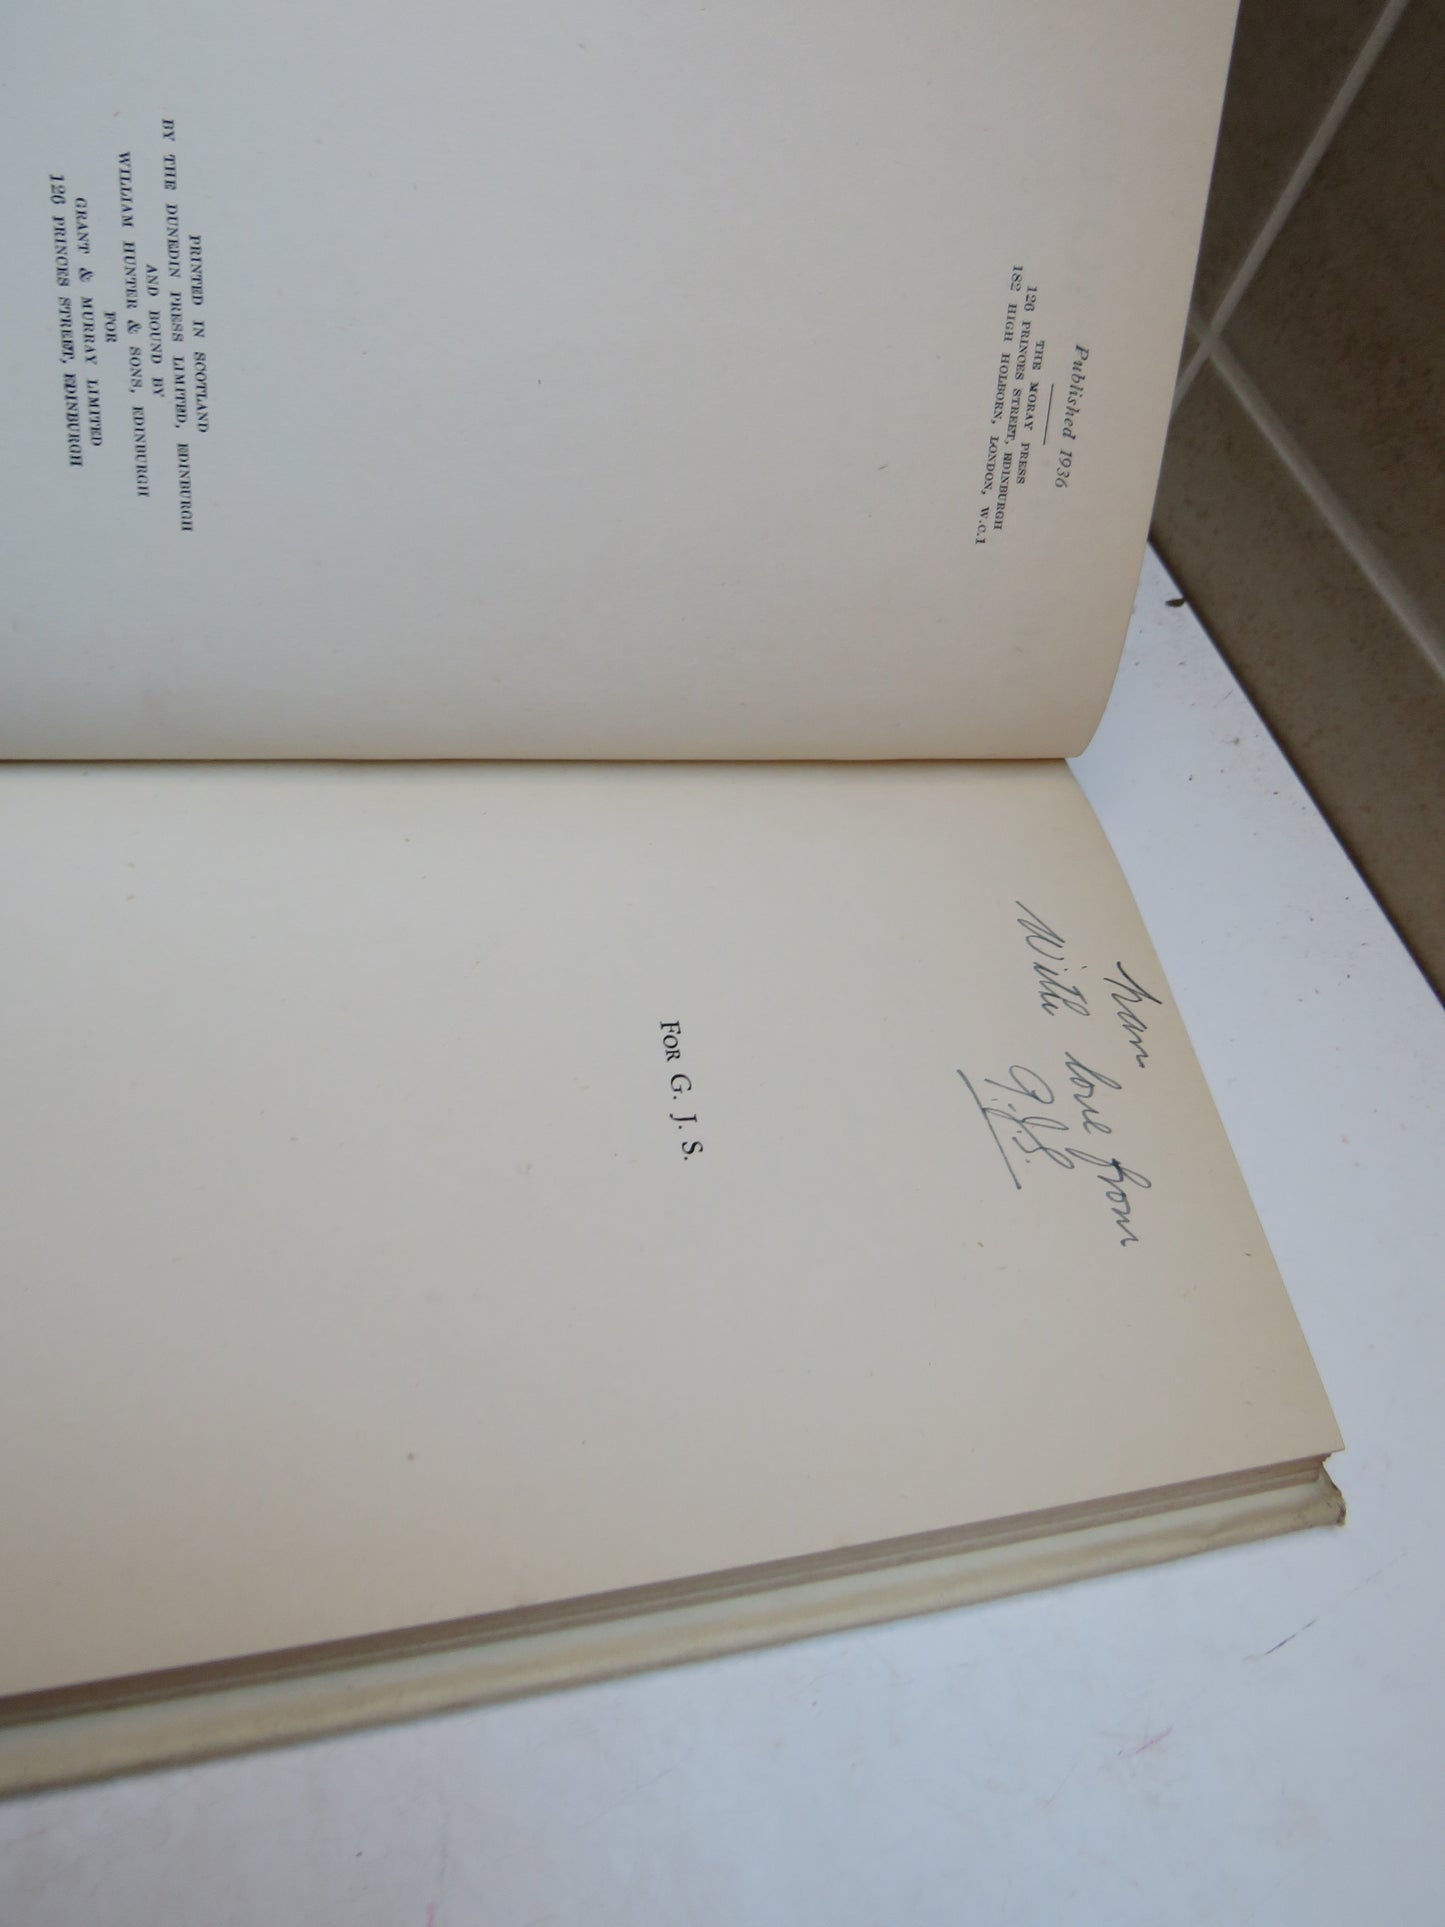 Published 1936
THE MORAY PRESS
126 PRINCES STREET, EDINBURGH
182 HIGH HOLBORN, LONDON, W.C.1
PRINTED IN SCOTLAND
BY THE DUNEDIN PRESS LIMITED, EDINBURGH
AND BOUND BY
WILLIAM HUNTER & SONS, EDINBURGH
FOR
GRANT & MURRAY LIMITED
126 PRINCES STREET, EDINBURGH
With love from
G.J.S.
FOR G. J. S.